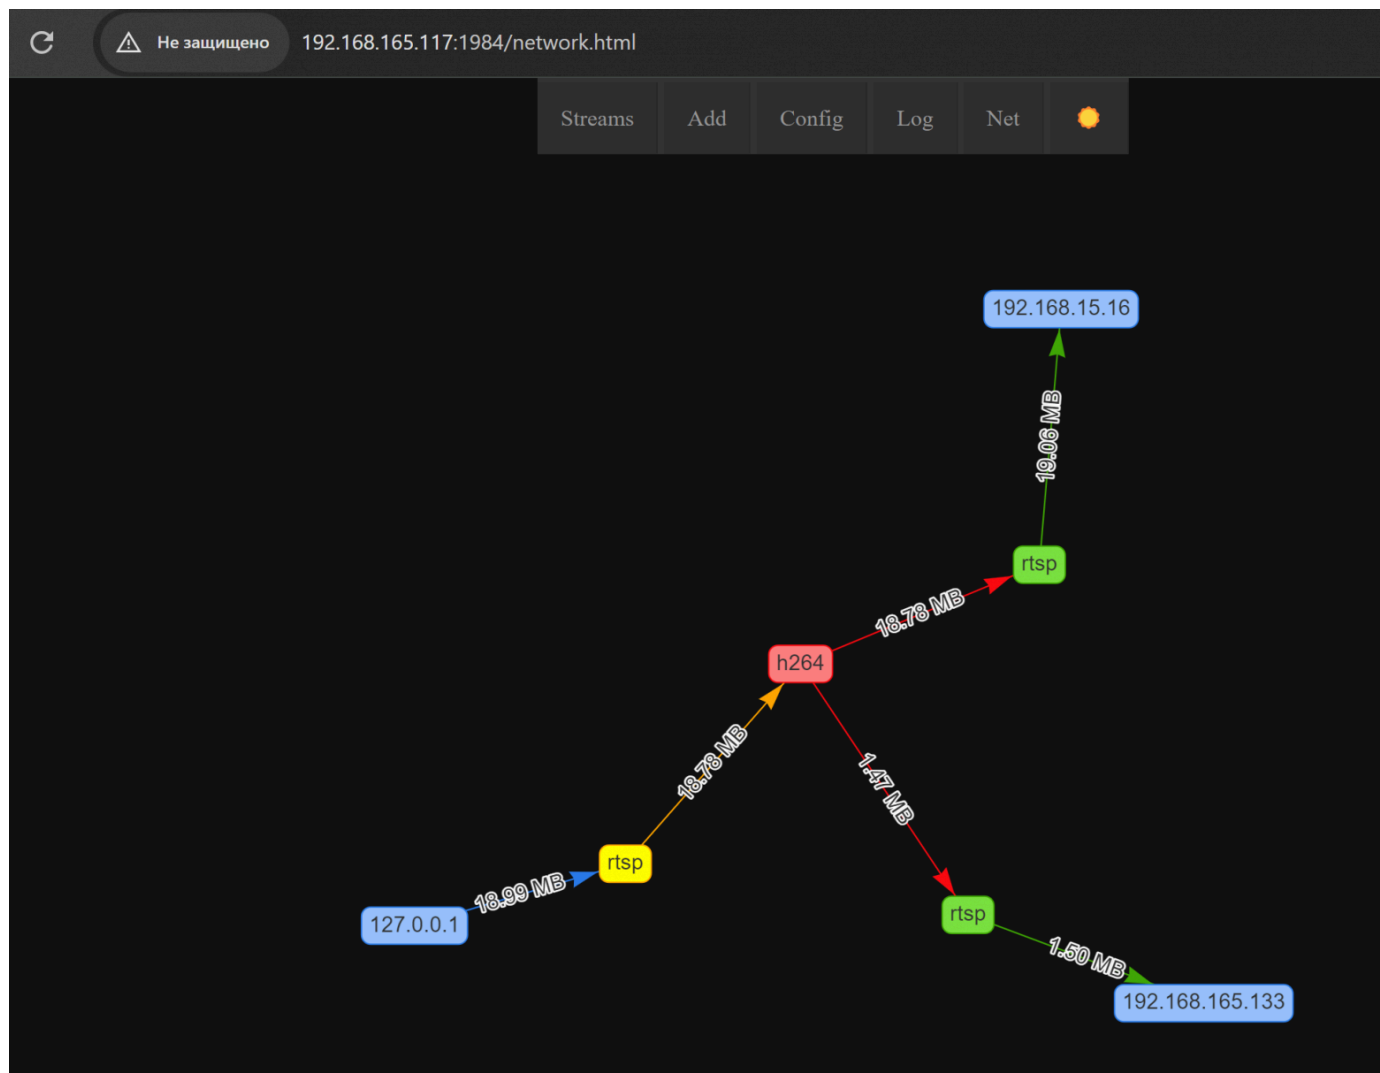 Не защищено 192.168.165.117:1984/network.html
Streams Add Config Log Net
192.168.15.16
19.06 MB
rtsp
18.78 MB
h264
18.78 MB
1.47 MB
rtsp
18.99 MB
rtsp
127.0.0.1
1.50 MB
192.168.165.133